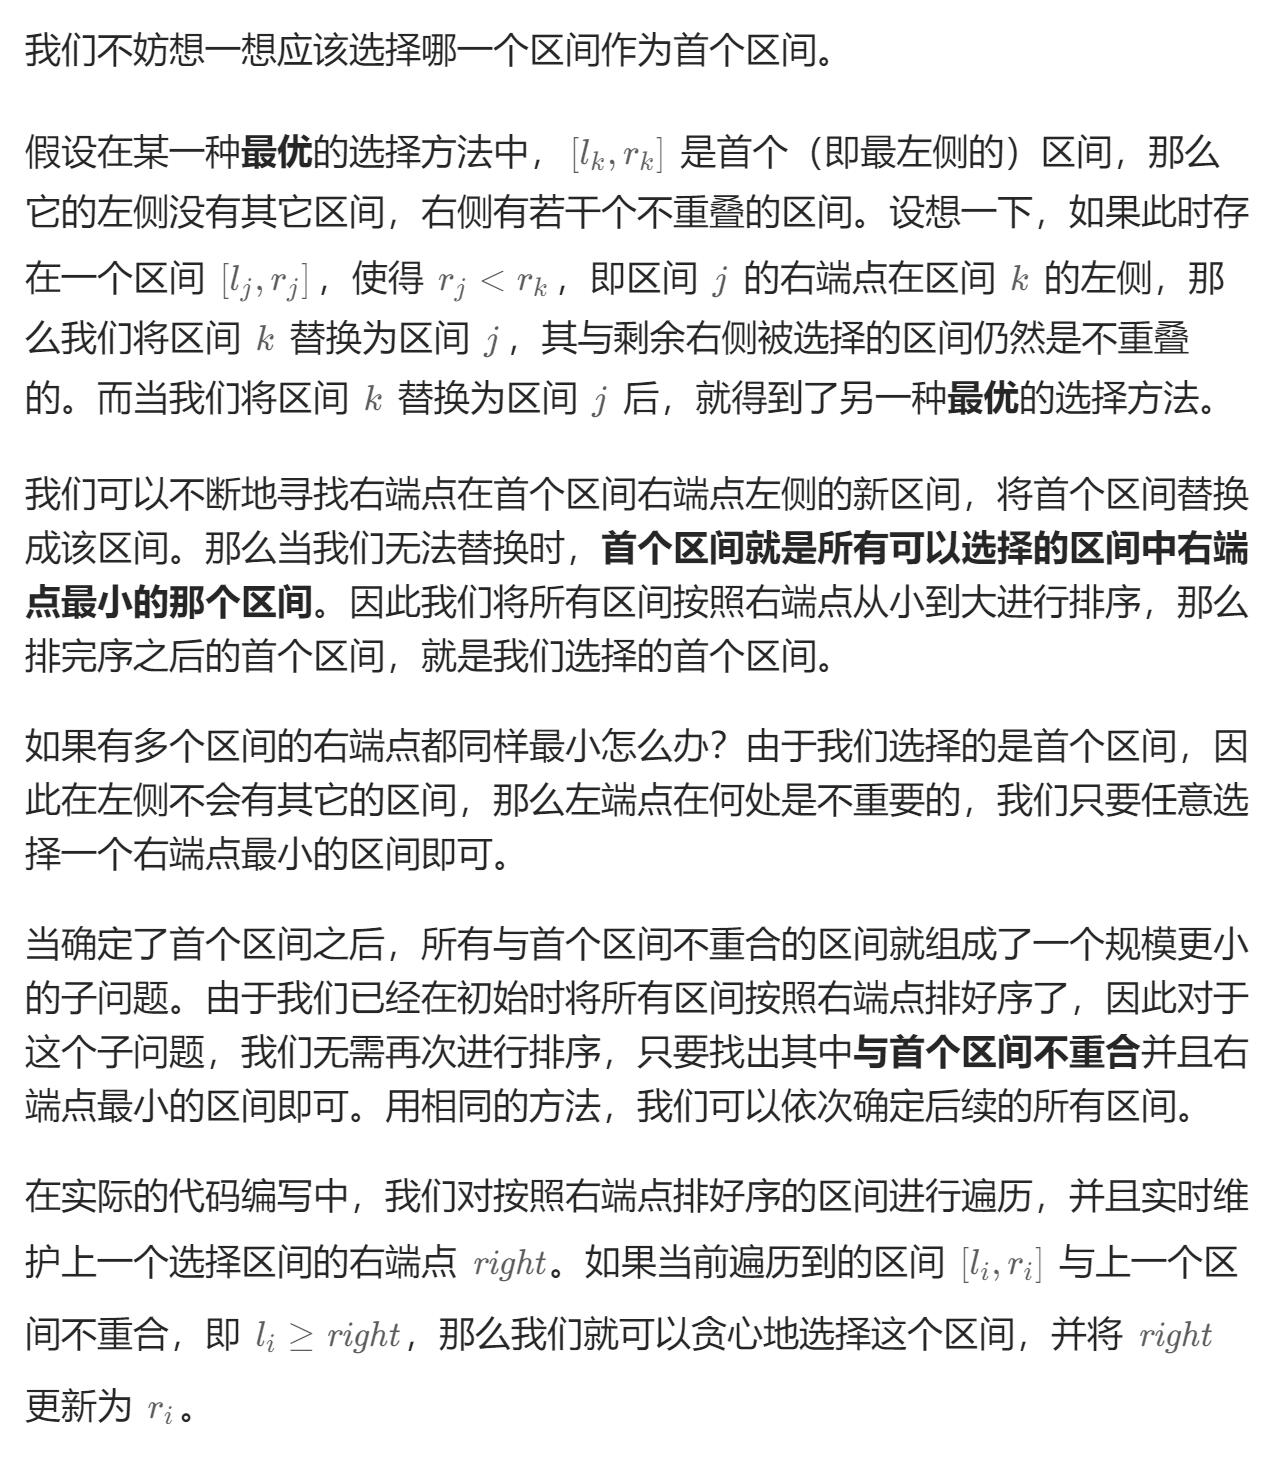 我们不妨想一想应该选择哪一个区间作为首个区间。
假设在某一种最优的选择方法中，[l_k, r_k] 是首个（即最左侧的）区间，那么
它的左侧没有其它区间，右侧有若干个不重叠的区间。设想一下，如果此时存
在一个区间 [l_j, r_j]，使得 r_j < r_k，即区间 j 的右端点在区间 k 的左侧，那
么我们将区间 k 替换为区间 j，其与剩余右侧被选择的区间仍然是不重叠
的。而当我们将区间 k 替换为区间 j 后，就得到了另一种最优的选择方法。
我们可以不断地寻找右端点在首个区间右端点左侧的新区间，将首个区间替换
成该区间。那么当我们无法替换时，首个区间就是所有可以选择的区间中右端
点最小的那个区间。因此我们将所有区间按照右端点从小到大进行排序，那么
排完序之后的首个区间，就是我们选择的首个区间。
如果有多个区间的右端点都同样最小怎么办？由于我们选择的是首个区间，因
此在左侧不会有其它的区间，那么左端点在何处是不重要的，我们只要任意选
择一个右端点最小的区间即可。
当确定了首个区间之后，所有与首个区间不重合的区间就组成了一个规模更小
的子问题。由于我们已经在初始时将所有区间按照右端点排好序了，因此对于
这个子问题，我们无需再次进行排序，只要找出其中与首个区间不重合并且右
端点最小的区间即可。用相同的方法，我们可以依次确定后续的所有区间。
在实际的代码编写中，我们对按照右端点排好序的区间进行遍历，并且实时维
护上一个选择区间的右端点 right。如果当前遍历到的区间 [l_i, r_i] 与上一个区
间不重合，即 l_i ≥ right，那么我们就可以贪心地选择这个区间，并将 right
更新为 r_i。